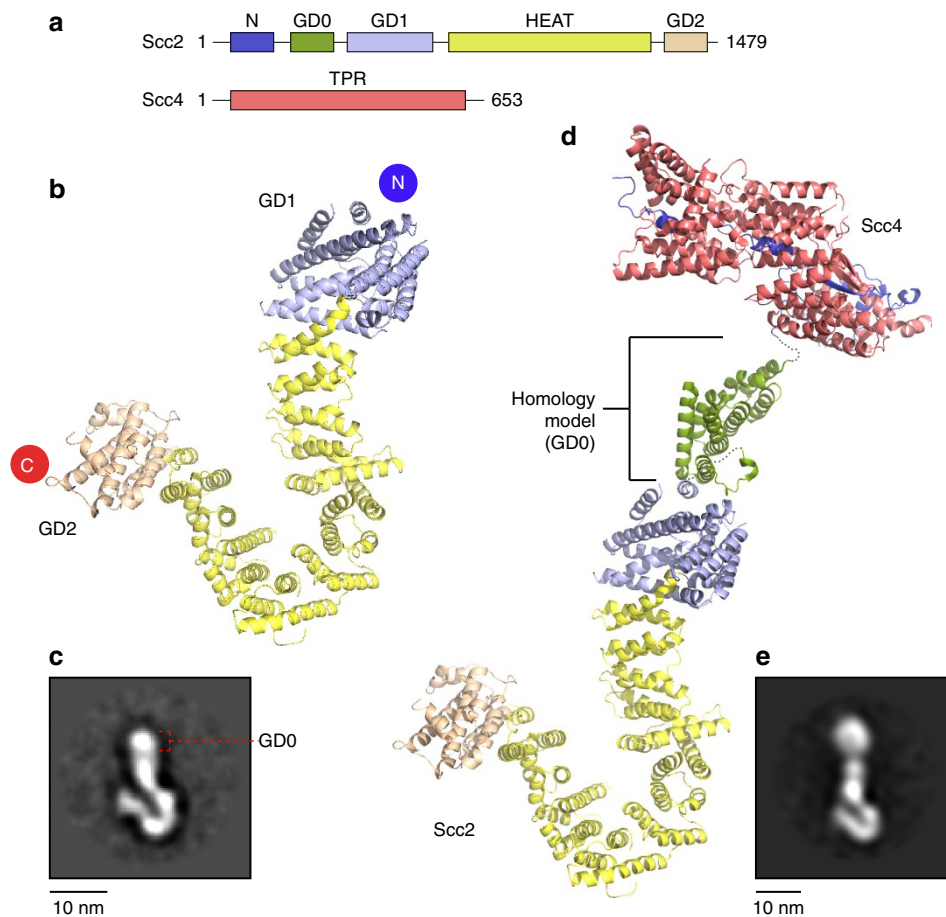 a
N GD0 GD1 HEAT GD2
Scc2 1 1479
TPR
Scc4 1 653
d
b
N
GD1
Scc4
Homology
model
(GD0)
C
GD2
c
e
GD0
Scc2
10 nm
10 nm